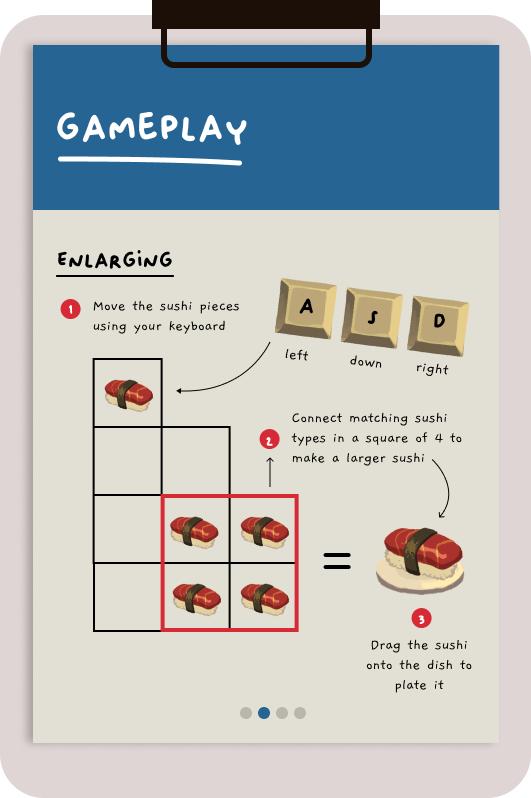 GAMEPLAY
ENLARGING
1
Move the sushi pieces
using your keyboard
A
S
D
left
down
right
2
Connect matching sushi
types in a square of 4 to
make a larger sushi
=
3
Drag the sushi
onto the dish to
plate it